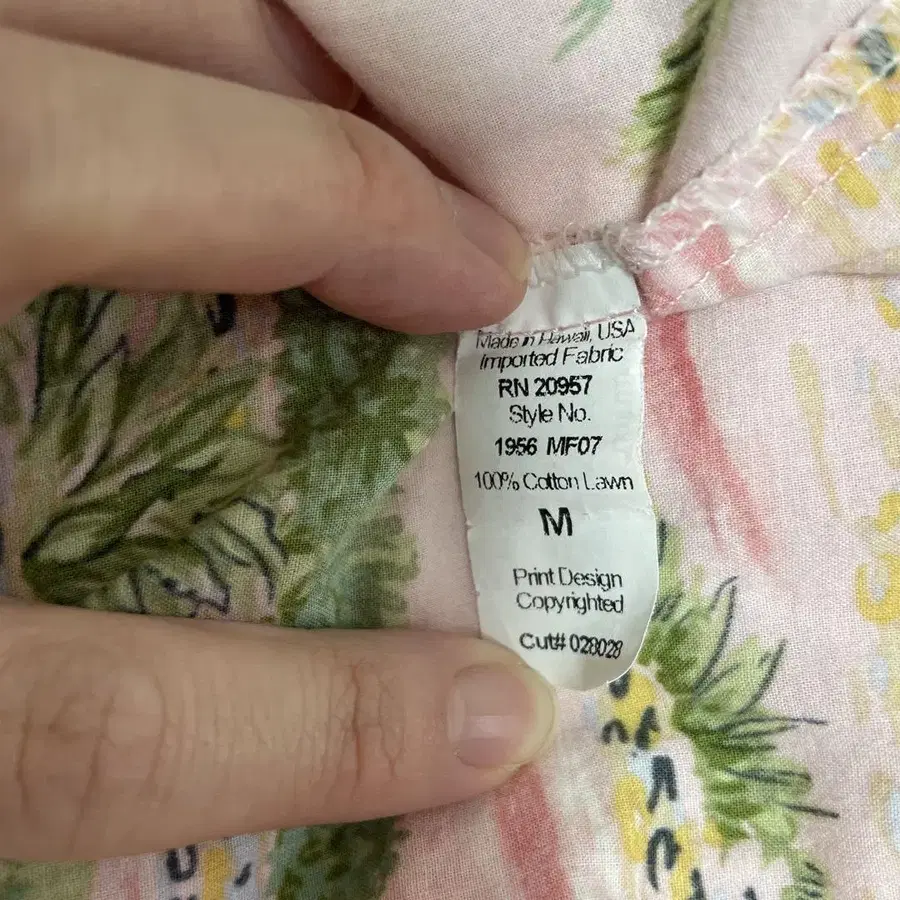 Made in Hawaii, USA
Imported Fabric
RN 20957
Style No.
1956 MF07
100% Cotton Lawn
M
Print Design
Copyrighted
Cut# 028028